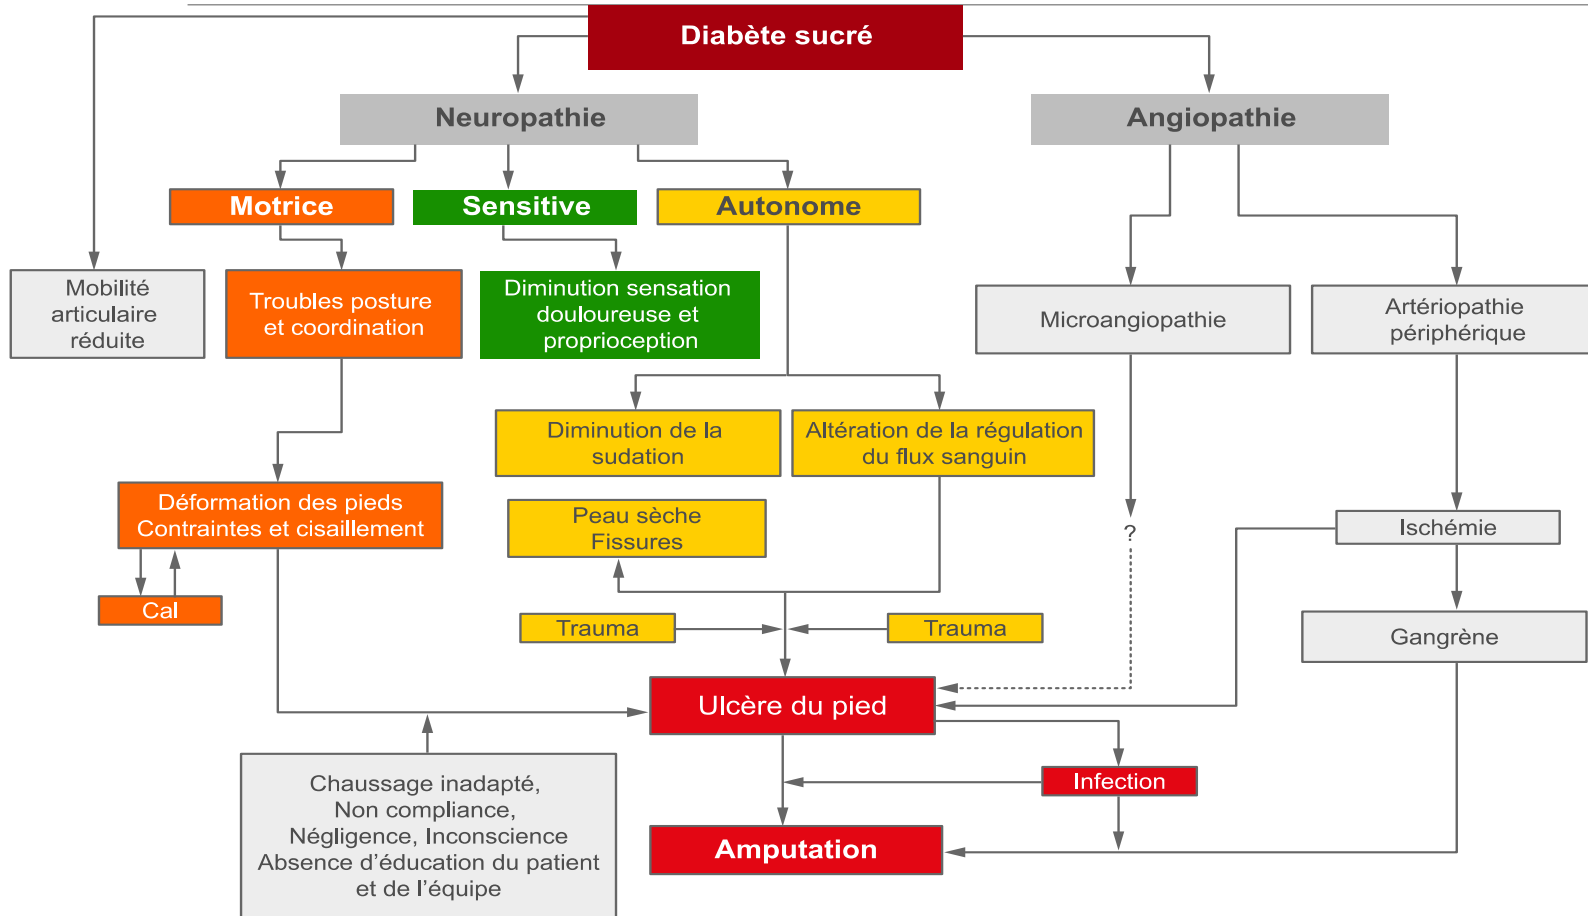 Diabète sucré
Neuropathie
Angiopathie
Motrice
Sensitive
Autonome
Mobilité
articulaire
réduite
Troubles posture
et coordination
Diminution sensation
douloureuse et
proprioception
Microangiopathie
Artériopathie
périphérique
Diminution de la
sudation
Altération de la régulation
du flux sanguin
Déformation des pieds
Contraintes et cisaillement
Peau sèche
Fissures
?
Ischémie
Cal
Trauma
Trauma
Gangrène
Ulcère du pied
Chaussage inadapté,
Non compliance,
Négligence, Inconscience
Absence d’éducation du patient
et de l’équipe
Infection
Amputation